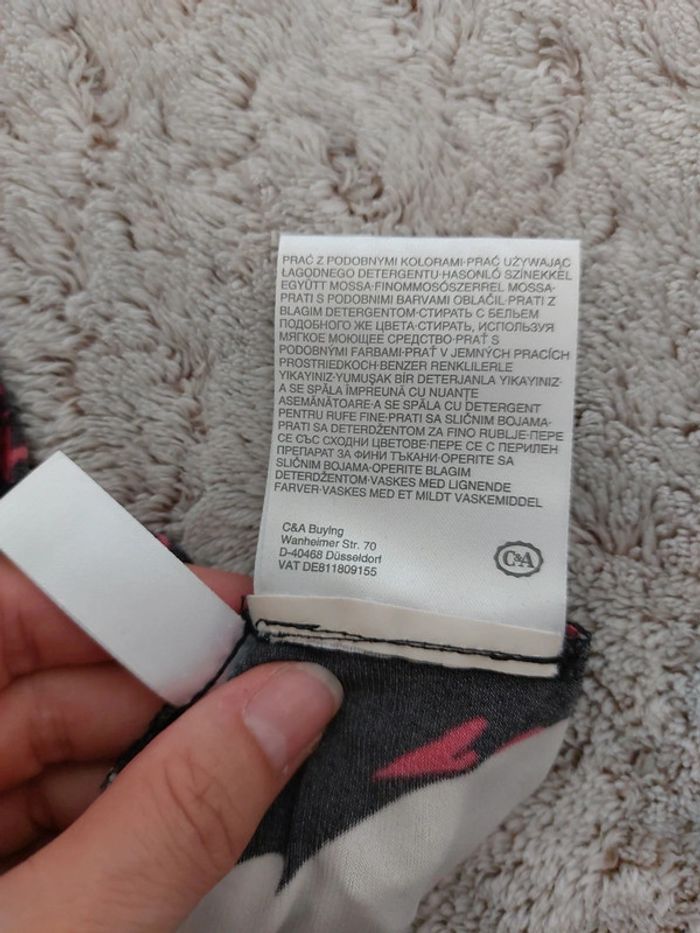 PRAĆ Z PODOBNYMI KOLORAMI·PRAĆ UŻYWAJĄC
ŁAGODNEGO DETERGENTU·HASONLÓ SZÍNEKKEL
EGYÜTT MOSSA·FINOMMOSÓSZERREL MOSSA·
PRATI S PODOBNIMI BARVAMI OBLAČIL·PRATI Z
BLAGIM DETERGENTOM·СТИРАТЬ С БЕЛЬЕМ
ПОДОБНОГО ЖЕ ЦВЕТА·СТИРАТЬ, ИСПОЛЬЗУЯ
МЯГКОЕ МОЮЩЕЕ СРЕДСТВО·PRAŤ S
PODOBNÝMI FARBAMI·PRAŤ V JEMNÝCH PRACÍCH
PROSTRIEDKOCH·BENZER RENKLILERLE
YIKAYINIZ·YUMUŞAK BİR DETERJANLA YIKAYINIZ·
A SE SPĂLA ÎMPREUNĂ CU NUANŢE
ASEMĂNĂTOARE·A SE SPĂLA CU DETERGENT
PENTRU RUFE FINE·PRATI SA SLIČNIM BOJAMA·
PRATI SA DETERDŽENTOM ZA FINO RUBLJE·ПЕРЕ
СЕ СЪС СХОДНИ ЦВЕТОВЕ·ПЕРЕ СЕ С ПЕРИЛЕН
ПРЕПАРАТ ЗА ФИНИ ТЪКАНИ·OPERITE SA
SLIČNIM BOJAMA·OPERITE BLAGIM
DETERDŽENTOM·VASKES MED LIGNENDE
FARVER·VASKES MED ET MILDT VASKEMIDDEL
C&A Buying
Wanheimer Str. 70
D-40468 Düsseldorf
VAT DE811809155
C&A